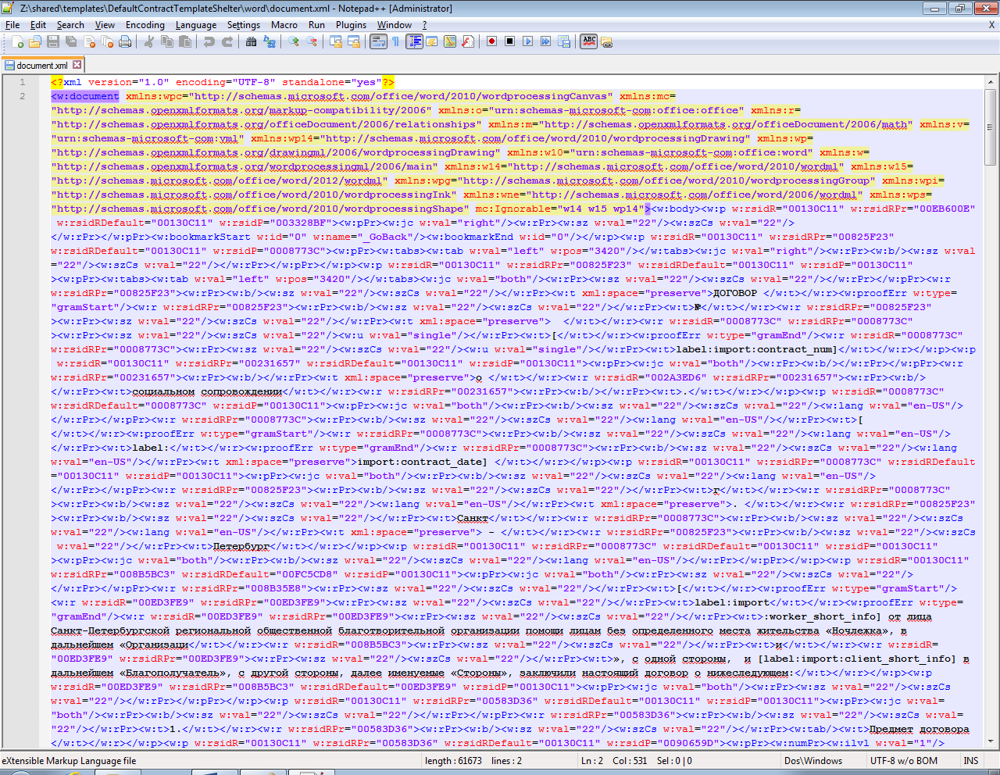 Z:\shared\templates\DefaultContractTemplateShelter\word\document.xml - Notepad++ [Administrator]
File Edit Search View Encoding Language Settings Macro Run Plugins Window ? X
ABC
document.xml
1 <?xml version="1.0" encoding="UTF-8" standalone="yes"?>
2 <w:document xmlns:wpc="http://schemas.microsoft.com/office/word/2010/wordprocessingCanvas" xmlns:mc=
"http://schemas.openxmlformats.org/markup-compatibility/2006" xmlns:o="urn:schemas-microsoft-com:office:office" xmlns:r=
"http://schemas.openxmlformats.org/officeDocument/2006/relationships" xmlns:m="http://schemas.openxmlformats.org/officeDocument/2006/math" xmlns:v=
"urn:schemas-microsoft-com:vml" xmlns:wp14="http://schemas.microsoft.com/office/word/2010/wordprocessingDrawing" xmlns:wp=
"http://schemas.openxmlformats.org/drawingml/2006/wordprocessingDrawing" xmlns:w10="urn:schemas-microsoft-com:office:word" xmlns:w=
"http://schemas.openxmlformats.org/wordprocessingml/2006/main" xmlns:w14="http://schemas.microsoft.com/office/word/2010/wordml" xmlns:w15=
"http://schemas.microsoft.com/office/word/2012/wordml" xmlns:wpg="http://schemas.microsoft.com/office/word/2010/wordprocessingGroup" xmlns:wpi=
"http://schemas.microsoft.com/office/word/2010/wordprocessingInk" xmlns:wne="http://schemas.microsoft.com/office/word/2006/wordml" xmlns:wps=
"http://schemas.microsoft.com/office/word/2010/wordprocessingShape" mc:Ignorable="w14 w15 wp14"><w:body><w:p w:rsidR="00130C11" w:rsidRPr="00EB600E"
w:rsidRDefault="00130C11" w:rsidP="003328BF"><w:pPr><w:jc w:val="right"/><w:rPr><w:sz w:val="22"/><w:szCs w:val="22"/>
</w:rPr></w:pPr><w:bookmarkStart w:id="0" w:name="_GoBack"/><w:bookmarkEnd w:id="0"/></w:p><w:p w:rsidR="00130C11" w:rsidRPr="00825F23"
w:rsidRDefault="00130C11" w:rsidP="0008773C"><w:pPr><w:tabs><w:tab w:val="left" w:pos="3420"/></w:tabs><w:jc w:val="right"/><w:rPr><w:b/><w:sz w:val
="22"/><w:szCs w:val="22"/></w:rPr></w:pPr></w:p><w:p w:rsidR="00130C11" w:rsidRPr="00825F23" w:rsidRDefault="00130C11" w:rsidP="00130C11"
><w:pPr><w:tabs><w:tab w:val="left" w:pos="3420"/></w:tabs><w:jc w:val="both"/><w:rPr><w:sz w:val="22"/><w:szCs w:val="22"/></w:rPr></w:pPr><w:r
w:rsidRPr="00825F23"><w:rPr><w:b/><w:sz w:val="22"/><w:szCs w:val="22"/></w:rPr><w:t xml:space="preserve">ДОГОВОР </w:t></w:r><w:proofErr w:type=
"gramStart"/><w:r w:rsidRPr="00825F23"><w:rPr><w:b/><w:sz w:val="22"/><w:szCs w:val="22"/></w:rPr><w:t>№</w:t></w:r><w:r w:rsidRPr="00825F23"
><w:rPr><w:sz w:val="22"/><w:szCs w:val="22"/></w:rPr><w:t xml:space="preserve">  </w:t></w:r><w:r w:rsidR="0008773C" w:rsidRPr="0008773C"
><w:rPr><w:sz w:val="22"/><w:szCs w:val="22"/><w:u w:val="single"/></w:rPr><w:t>[</w:t></w:r><w:proofErr w:type="gramEnd"/><w:r w:rsidR="0008773C"
w:rsidRPr="0008773C"><w:rPr><w:sz w:val="22"/><w:szCs w:val="22"/><w:u w:val="single"/></w:rPr><w:t>label:import:contract_num]</w:t></w:r></w:p><w:p
w:rsidR="00130C11" w:rsidRPr="00231657" w:rsidRDefault="00130C11" w:rsidP="00130C11"><w:pPr><w:jc w:val="both"/><w:rPr><w:b/></w:rPr></w:pPr><w:r
w:rsidRPr="00231657"><w:rPr><w:b/></w:rPr><w:t xml:space="preserve">о </w:t></w:r><w:r w:rsidR="002A3ED6" w:rsidRPr="00231657"><w:rPr><w:b/>
</w:rPr><w:t>социальном сопровождении</w:t></w:r><w:r w:rsidRPr="00231657"><w:rPr><w:b/></w:rPr><w:t>.</w:t></w:r></w:p><w:p w:rsidR="0008773C"
w:rsidRDefault="0008773C" w:rsidP="00130C11"><w:pPr><w:jc w:val="both"/><w:rPr><w:b/><w:sz w:val="22"/><w:szCs w:val="22"/><w:lang w:val="en-US"/>
</w:rPr></w:pPr><w:r w:rsidRPr="0008773C"><w:rPr><w:b/><w:sz w:val="22"/><w:szCs w:val="22"/><w:lang w:val="en-US"/></w:rPr><w:t>[
</w:t></w:r><w:proofErr w:type="gramStart"/><w:r w:rsidRPr="0008773C"><w:rPr><w:b/><w:sz w:val="22"/><w:szCs w:val="22"/><w:lang w:val="en-US"/>
</w:rPr><w:t>label:</w:t></w:r><w:proofErr w:type="gramEnd"/><w:r w:rsidRPr="0008773C"><w:rPr><w:b/><w:sz w:val="22"/><w:szCs w:val="22"/><w:lang
w:val="en-US"/></w:rPr><w:t xml:space="preserve">import:contract_date] </w:t></w:r></w:p><w:p w:rsidR="00130C11" w:rsidRPr="0008773C" w:rsidRDefault
="00130C11" w:rsidP="00130C11"><w:pPr><w:jc w:val="both"/><w:rPr><w:b/><w:sz w:val="22"/><w:szCs w:val="22"/><w:lang w:val="en-US"/>
</w:rPr></w:pPr><w:r w:rsidRPr="00825F23"><w:rPr><w:b/><w:sz w:val="22"/><w:szCs w:val="22"/></w:rPr><w:t>г</w:t></w:r><w:r w:rsidRPr="0008773C"
><w:rPr><w:b/><w:sz w:val="22"/><w:szCs w:val="22"/><w:lang w:val="en-US"/></w:rPr><w:t xml:space="preserve">. </w:t></w:r><w:r w:rsidRPr="00825F23"
><w:rPr><w:b/><w:sz w:val="22"/><w:szCs w:val="22"/></w:rPr><w:t>Санкт</w:t></w:r><w:r w:rsidRPr="0008773C"><w:rPr><w:b/><w:sz w:val="22"/><w:szCs
w:val="22"/><w:lang w:val="en-US"/></w:rPr><w:t xml:space="preserve"> - </w:t></w:r><w:r w:rsidRPr="00825F23"><w:rPr><w:b/><w:sz w:val="22"/><w:szCs
w:val="22"/></w:rPr><w:t>Петербург</w:t></w:r></w:p><w:p w:rsidR="00130C11" w:rsidRPr="0008773C" w:rsidRDefault="00130C11" w:rsidP="00130C11"
><w:pPr><w:jc w:val="both"/><w:rPr><w:b/><w:sz w:val="22"/><w:szCs w:val="22"/><w:lang w:val="en-US"/></w:rPr></w:pPr></w:p><w:p w:rsidR="00130C11"
w:rsidRPr="008B5BC3" w:rsidRDefault="00FC5CD8" w:rsidP="00130C11"><w:pPr><w:jc w:val="both"/><w:rPr><w:sz w:val="22"/><w:szCs w:val="22"/>
</w:rPr></w:pPr><w:r w:rsidRPr="008B35E8"><w:rPr><w:sz w:val="22"/><w:szCs w:val="22"/></w:rPr><w:t>[</w:t></w:r><w:proofErr w:type="gramStart"/>
<w:r w:rsidR="00ED3FE9" w:rsidRPr="00ED3FE9"><w:rPr><w:sz w:val="22"/><w:szCs w:val="22"/></w:rPr><w:t>label:import</w:t></w:r><w:proofErr w:type=
"gramEnd"/><w:r w:rsidR="00ED3FE9" w:rsidRPr="00ED3FE9"><w:rPr><w:sz w:val="22"/><w:szCs w:val="22"/></w:rPr><w:t>:worker_short_info] от лица
Санкт-Петербургской региональной общественной благотворительной организации помощи лицам без определенного места жительства «Ночлежка», в
дальнейшем «Организаци</w:t></w:r><w:r w:rsidR="008B5BC3"><w:rPr><w:sz w:val="22"/><w:szCs w:val="22"/></w:rPr><w:t>и</w:t></w:r><w:r w:rsidR=
"00ED3FE9" w:rsidRPr="00ED3FE9"><w:rPr><w:sz w:val="22"/><w:szCs w:val="22"/></w:rPr><w:t>», с одной стороны,  и [label:import:client_short_info] в
дальнейшем «Благополучатель», с другой стороны, далее именуемые «Стороны», заключили настоящий договор о нижеследующем:</w:t></w:r></w:p><w:p
w:rsidR="00ED3FE9" w:rsidRPr="008B5BC3" w:rsidRDefault="00ED3FE9" w:rsidP="00130C11"><w:pPr><w:jc w:val="both"/><w:rPr><w:sz w:val="22"/><w:szCs
w:val="22"/></w:rPr></w:pPr></w:p><w:p w:rsidR="00130C11" w:rsidRPr="00583D36" w:rsidRDefault="00130C11" w:rsidP="00130C11"><w:pPr><w:jc w:val=
"both"/><w:rPr><w:b/><w:sz w:val="22"/><w:szCs w:val="22"/></w:rPr></w:pPr><w:r w:rsidRPr="00583D36"><w:rPr><w:b/><w:sz w:val="22"/><w:szCs w:val=
"22"/></w:rPr><w:t>1.</w:t></w:r><w:r w:rsidRPr="00583D36"><w:rPr><w:b/><w:sz w:val="22"/><w:szCs w:val="22"/></w:rPr><w:tab/><w:t>Предмет договора
</w:t></w:r></w:p><w:p w:rsidR="00130C11" w:rsidRPr="00583D36" w:rsidRDefault="00130C11" w:rsidP="0090659D"><w:pPr><w:numPr><w:ilvl w:val="1"/>
eXtensible Markup Language file length : 61673 lines : 2 Ln : 2 Col : 531 Sel : 0 | 0 Dos\Windows UTF-8 w/o BOM INS